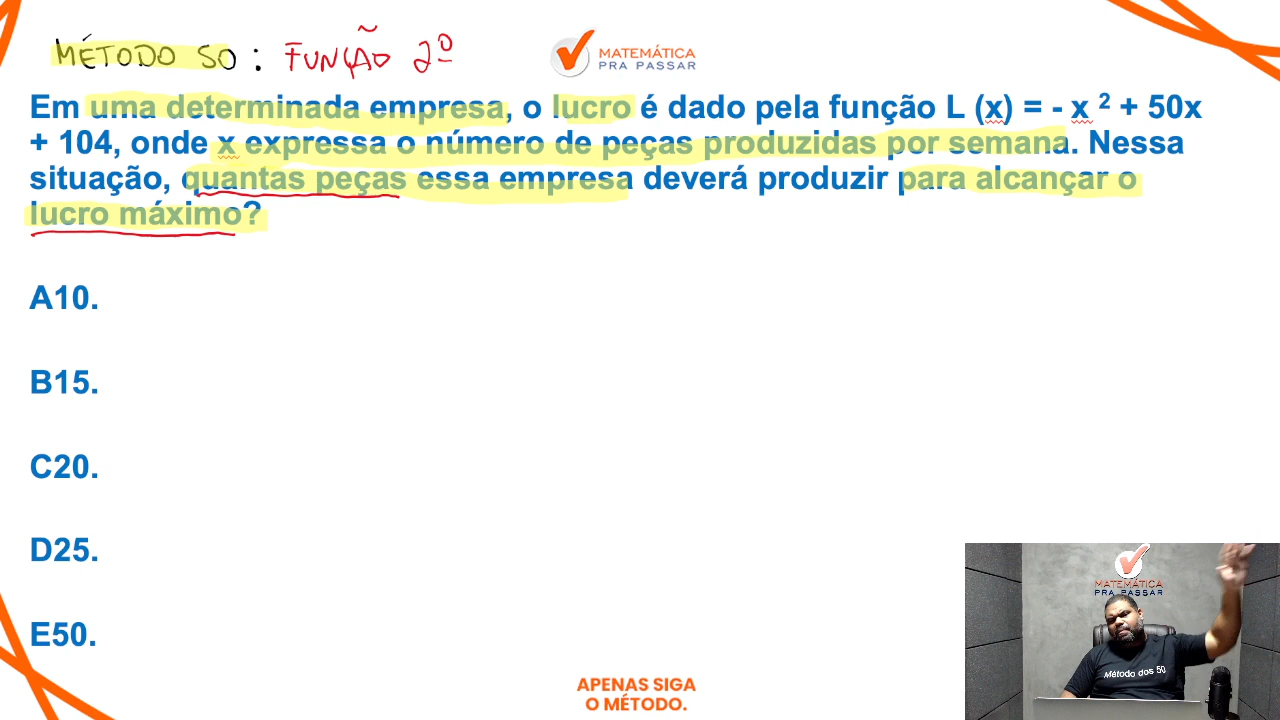 MÉTODO 50: FUNÇÃO 2º
MATEMÁTICA
PRA PASSAR
Em uma determinada empresa, o lucro é dado pela função L (x) = - x ² + 50x
+ 104, onde x expressa o número de peças produzidas por semana. Nessa
situação, quantas peças essa empresa deverá produzir para alcançar o
lucro máximo?
A10.
B15.
C20.
D25.
E50.
MATEMÁTICA
PRA PASSAR
Método dos 50
APENAS SIGA
O MÉTODO.